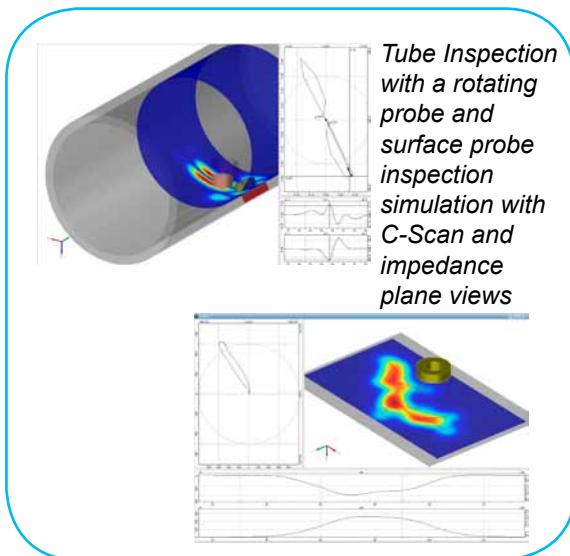 Tube Inspection
with a rotating
probe and
surface probe
inspection
simulation with
C-Scan and
impedance
plane views